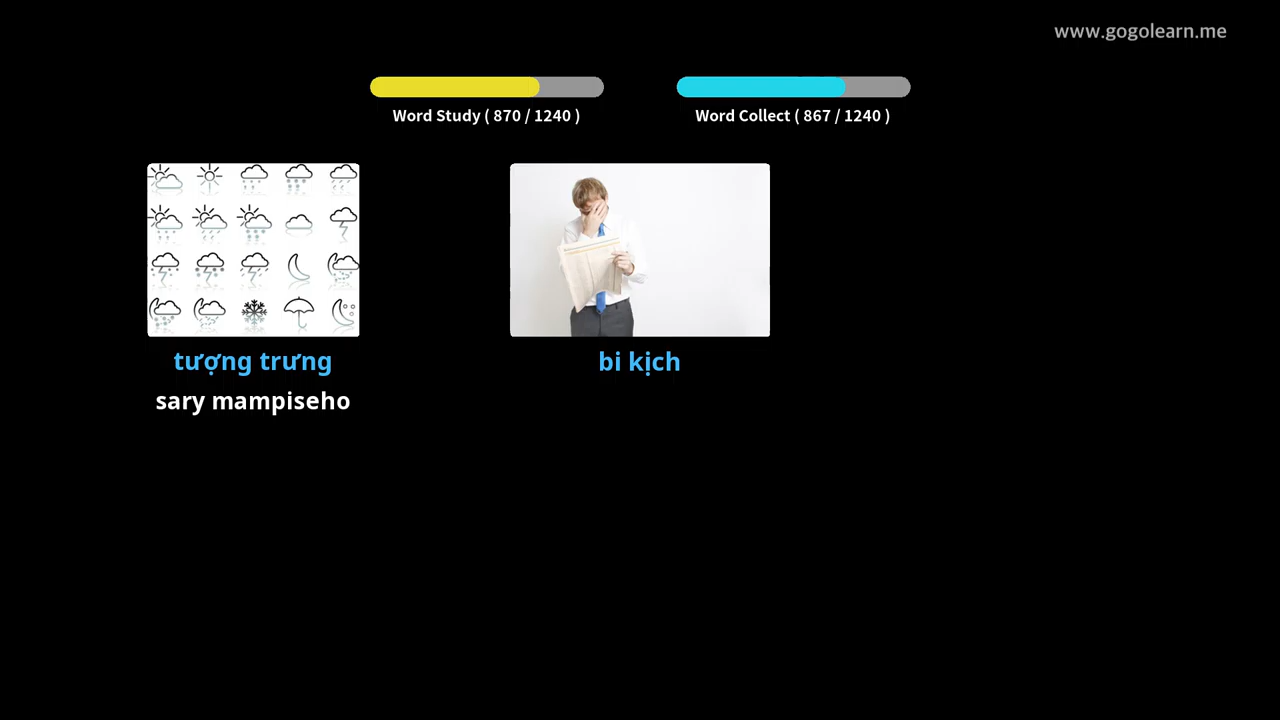 www.gogolearn.me
Word Study ( 870 / 1240 )
Word Collect ( 867 / 1240 )
tượng trưng
sary mampiseho
bi kịch